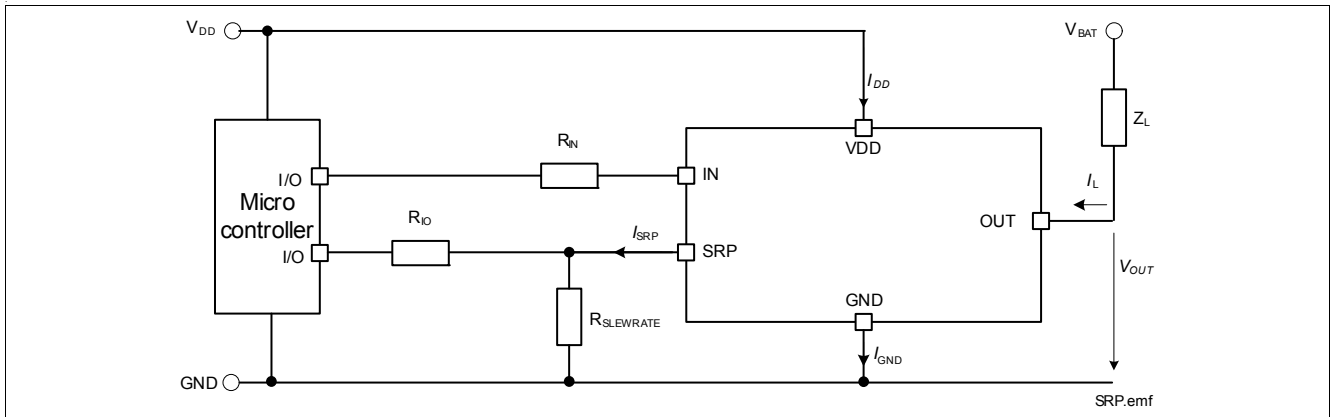 V_DD
V_BAT
I_DD
Z_L
R_IN
VDD
I/O
IN
Micro
controller
I_L
OUT
R_IO
I_SRP
I/O
SRP
V_OUT
GND
R_SLEWRATE
I_GND
GND
SRP.emf